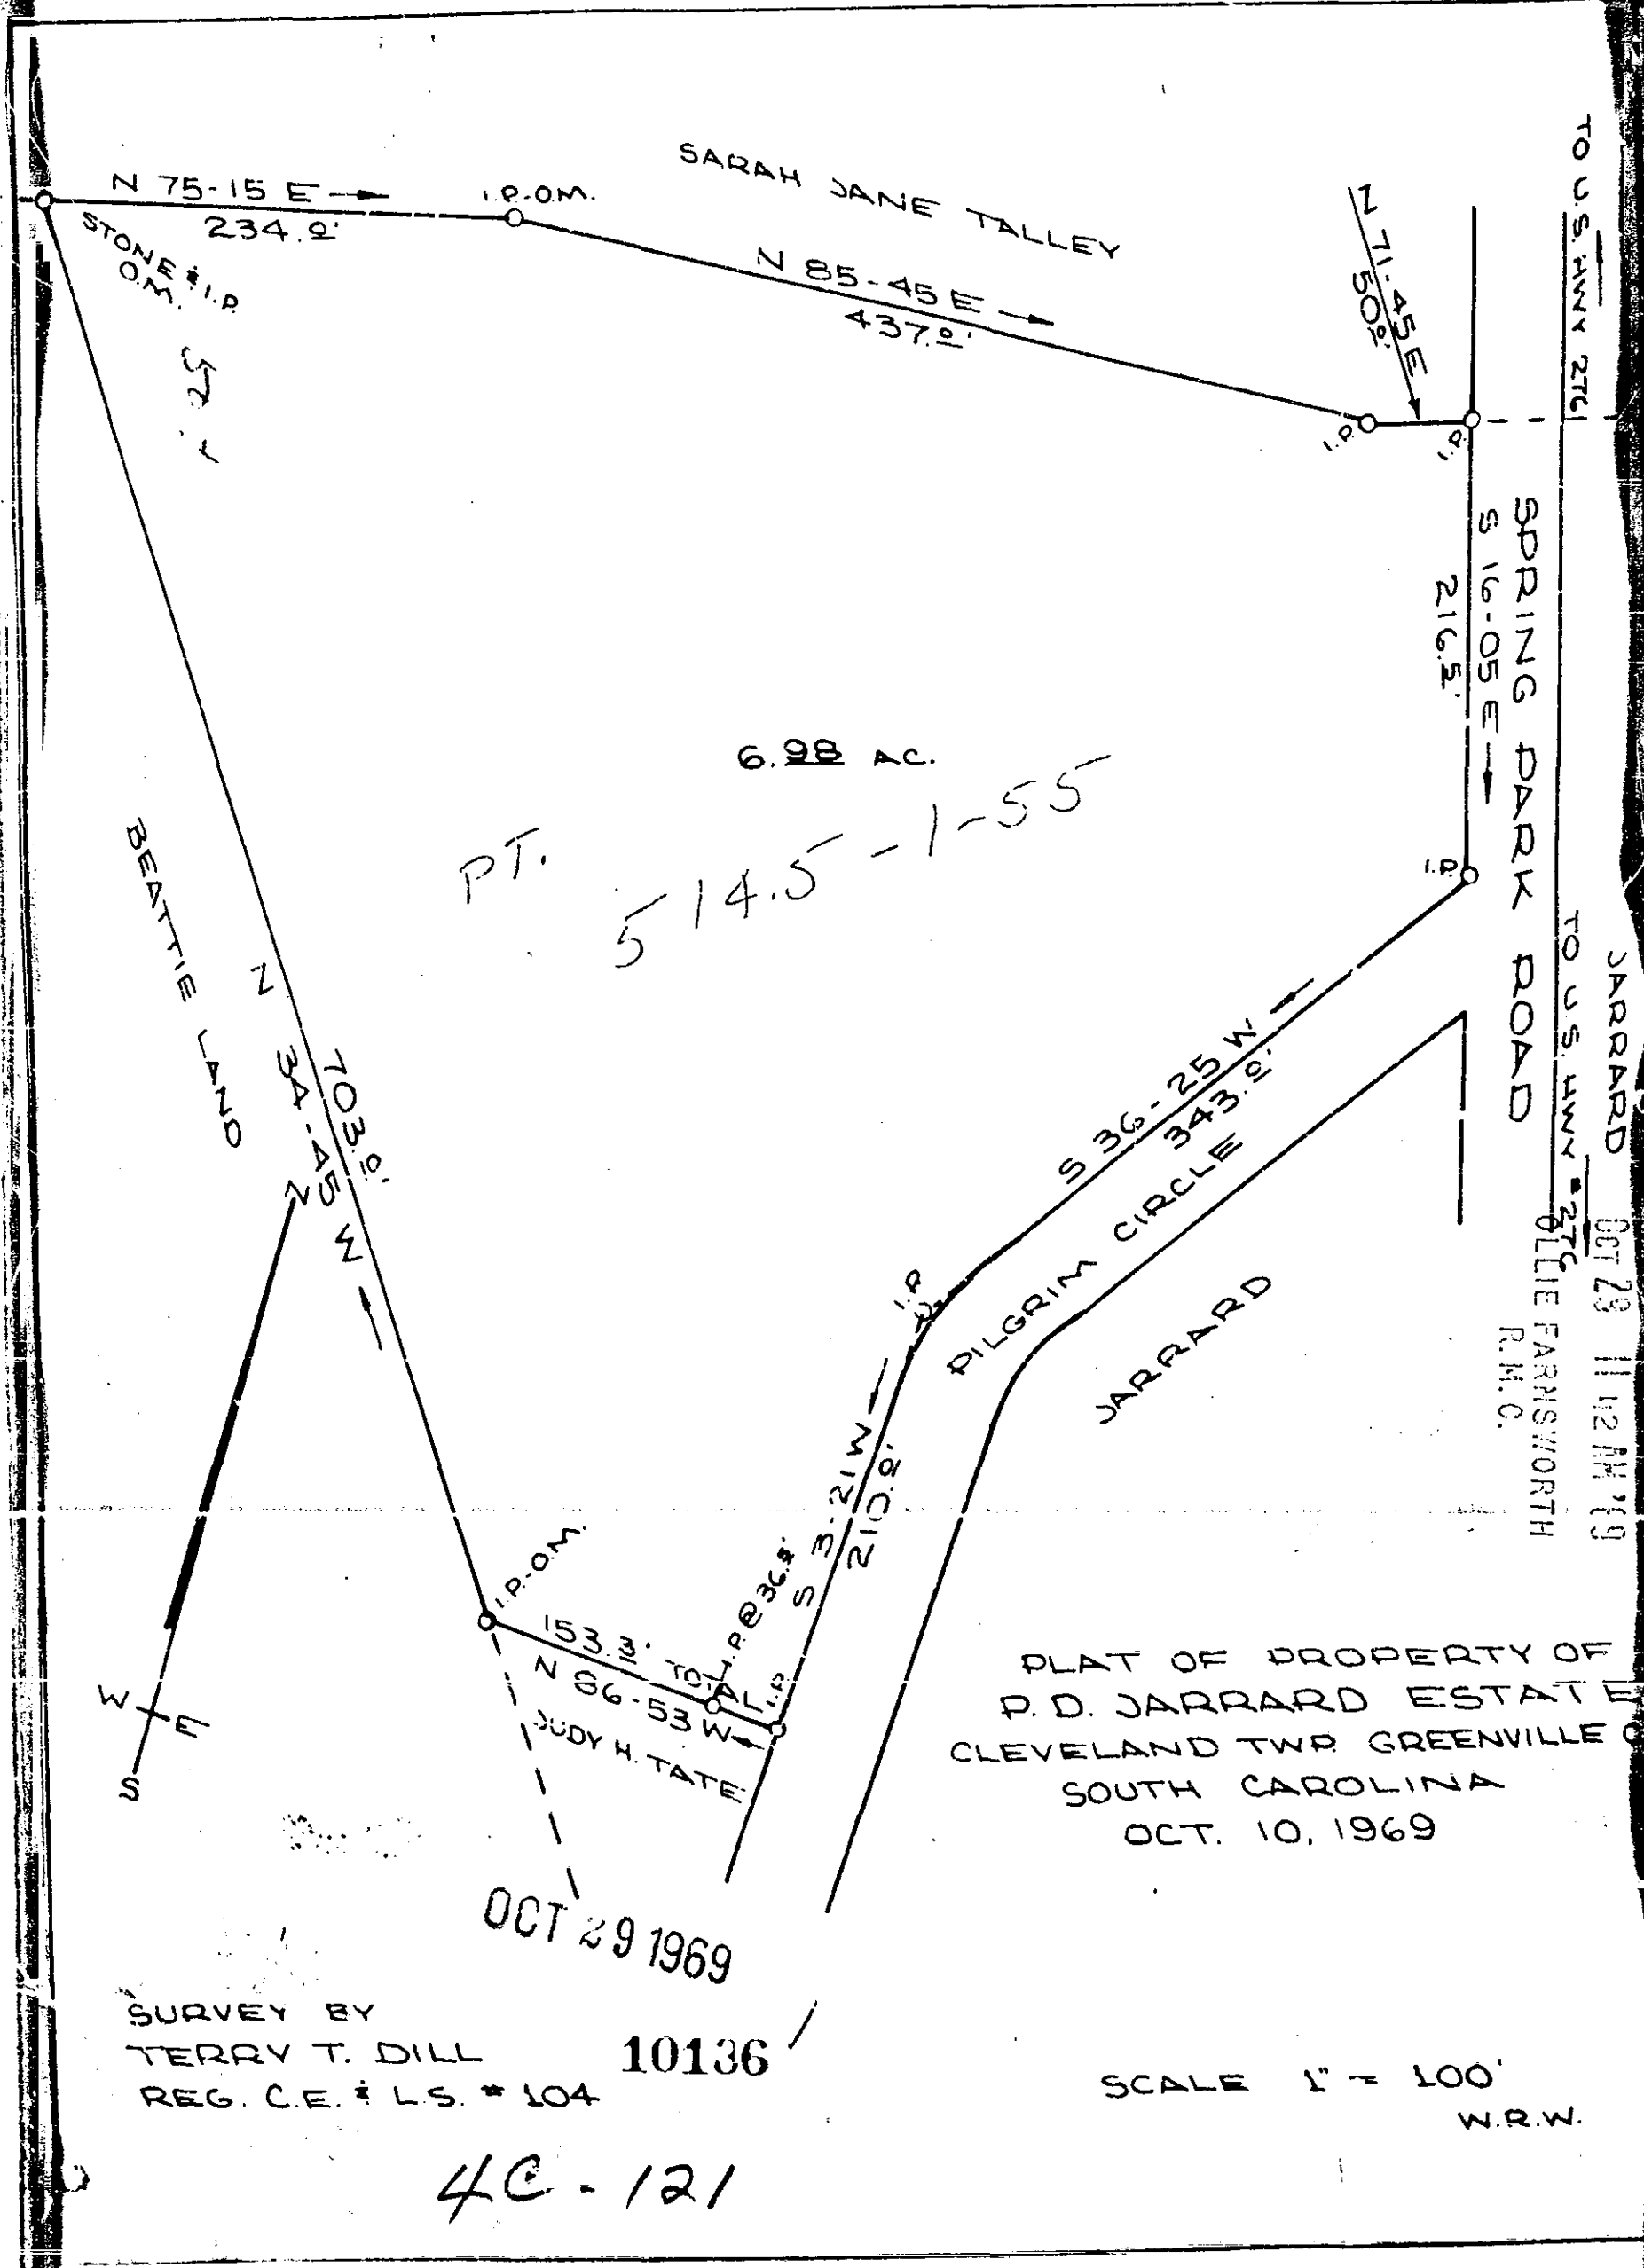 N 75-15 E
234.0'
I.P.-O.M.
STONE & I.P.
O.M.
SARAH JANE TALLEY
N 85-45 E
437.0'
N 71-45 E
50.0'
I.P.
I.P.
TO U.S. HWY 276
S 16-05 E
216.5'
SPRING PARK ROAD
I.P.
TO U.S. HWY # 276
JARRARD
6.98 AC.
PT.
514.5-1-55
BEATTIE LAND
703.0'
N 34-45 W
S 36-25 W
343.0'
PILGRIM CIRCLE
JARRARD
I.P.
S 3-21 W
210.0'
I.P. @ 36.5'
I.P.-O.M.
153.3' TOTAL
N 86-53 W
I.P.
JUDY H. TATE
N
W
E
S
OCT 29 11 42 AM '69
OLLIE FARNSWORTH
R.M.C.
PLAT OF PROPERTY OF
P.D. JARRARD ESTATE
CLEVELAND TWP. GREENVILLE
SOUTH CAROLINA
OCT. 10, 1969
OCT 29 1969
SURVEY BY
TERRY T. DILL
REG. C.E. & L.S. # 104
10136
SCALE 1" = 100'
W.R.W.
4C-121